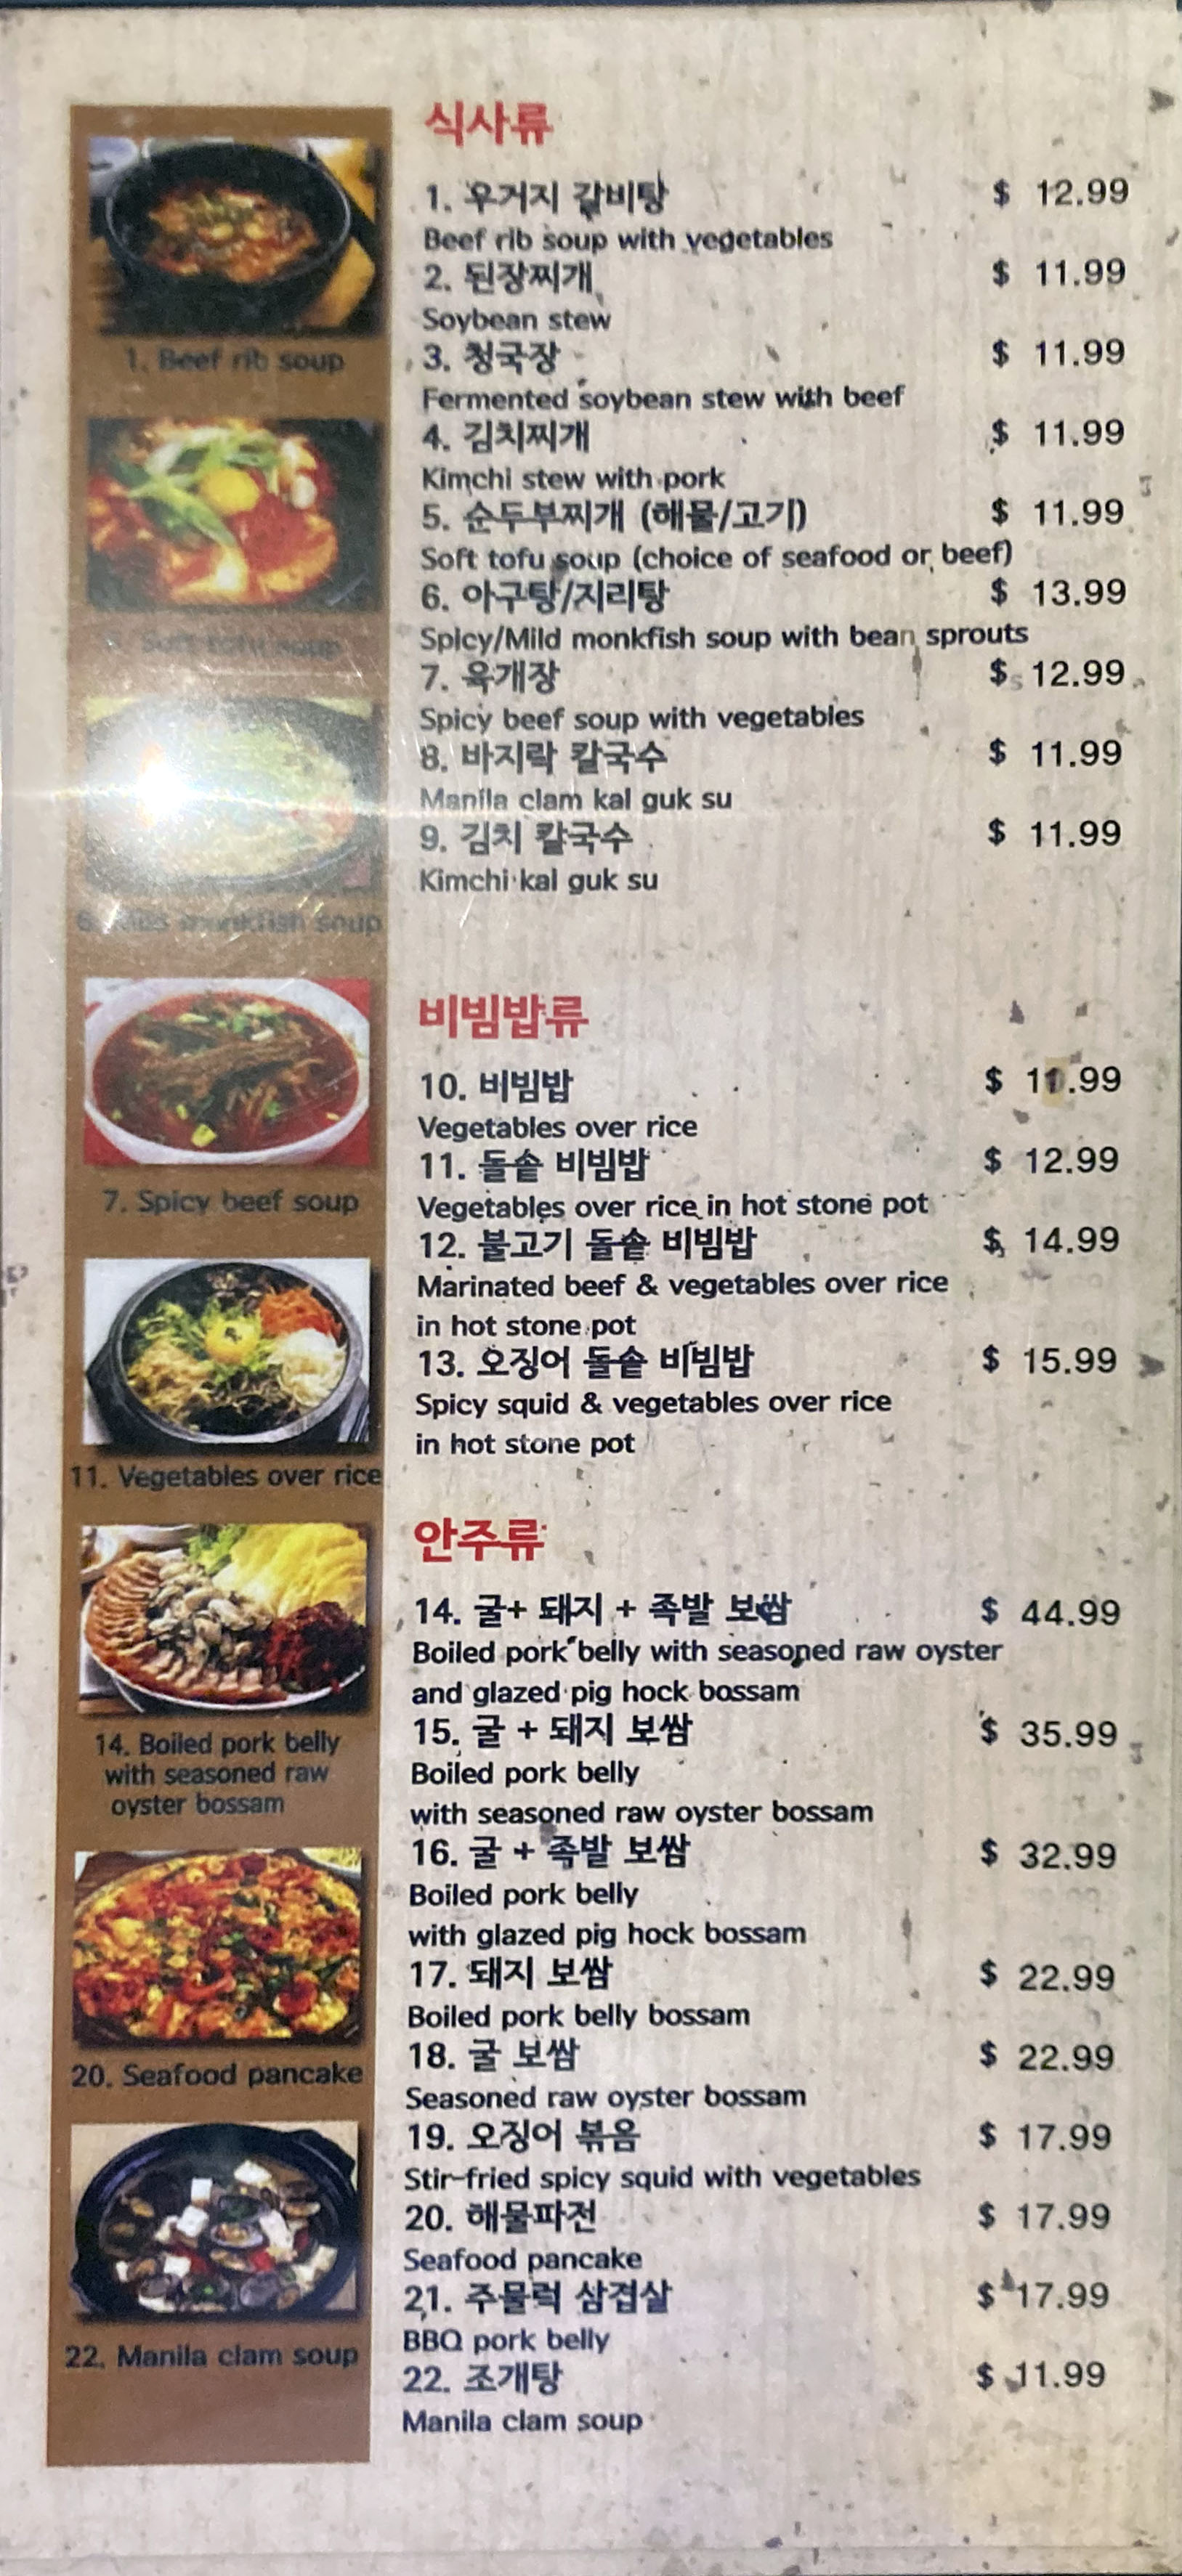 식사류
1. 우거지 갈비탕 $ 12.99
Beef rib soup with vegetables
2. 된장찌개 $ 11.99
Soybean stew
3. 청국장 $ 11.99
Fermented soybean stew with beef
4. 김치찌개 $ 11.99
Kimchi stew with pork
5. 순두부찌개 (해물/고기) $ 11.99
Soft tofu soup (choice of seafood or beef)
6. 아구탕/지리탕 $ 13.99
Spicy/Mild monkfish soup with bean sprouts
7. 육개장 $ 12.99
Spicy beef soup with vegetables
8. 바지락 칼국수 $ 11.99
Manila clam kal guk su
9. 김치 칼국수 $ 11.99
Kimchi kal guk su
비빔밥류
10. 비빔밥 $ 11.99
Vegetables over rice
11. 돌솥 비빔밥 $ 12.99
Vegetables over rice in hot stone pot
12. 불고기 돌솥 비빔밥 $ 14.99
Marinated beef & vegetables over rice
in hot stone pot
13. 오징어 돌솥 비빔밥 $ 15.99
Spicy squid & vegetables over rice
in hot stone pot
안주류
14. 굴+ 돼지 + 족발 보쌈 $ 44.99
Boiled pork belly with seasoned raw oyster
and glazed pig hock bossam
15. 굴 + 돼지 보쌈 $ 35.99
Boiled pork belly
with seasoned raw oyster bossam
16. 굴 + 족발 보쌈 $ 32.99
Boiled pork belly
with glazed pig hock bossam
17. 돼지 보쌈 $ 22.99
Boiled pork belly bossam
18. 굴 보쌈 $ 22.99
Seasoned raw oyster bossam
19. 오징어 볶음 $ 17.99
Stir-fried spicy squid with vegetables
20. 해물파전 $ 17.99
Seafood pancake
21. 주물럭 삼겹살 $ 17.99
BBQ pork belly
22. 조개탕 $ 11.99
Manila clam soup
1. Beef rib soup
Soft tofu soup
6. monkfish soup
7. Spicy beef soup
11. Vegetables over rice
14. Boiled pork belly
with seasoned raw
oyster bossam
20. Seafood pancake
22. Manila clam soup